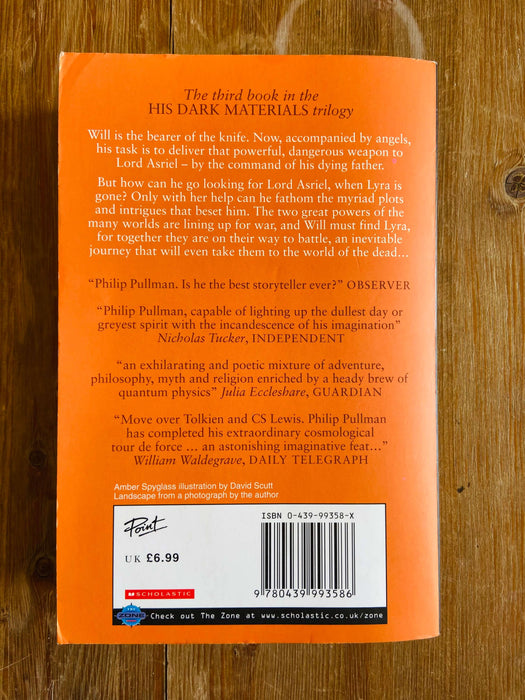 The third book in the
HIS DARK MATERIALS trilogy
Will is the bearer of the knife. Now, accompanied by angels,
his task is to deliver that powerful, dangerous weapon to
Lord Asriel – by the command of his dying father.
But how can he go looking for Lord Asriel, when Lyra is
gone? Only with her help can he fathom the myriad plots
and intrigues that beset him. The two great powers of the
many worlds are lining up for war, and Will must find Lyra,
for together they are on their way to battle, an inevitable
journey that will even take them to the world of the dead…
“Philip Pullman. Is he the best storyteller ever?” OBSERVER
“Philip Pullman, capable of lighting up the dullest day or
greyest spirit with the incandescence of his imagination”
Nicholas Tucker, INDEPENDENT
“an exhilarating and poetic mixture of adventure,
philosophy, myth and religion enriched by a heady brew of
quantum physics” Julia Eccleshare, GUARDIAN
“Move over Tolkien and CS Lewis. Philip Pullman
has completed his extraordinary cosmological
tour de force ... an astonishing imaginative feat...”
William Waldegrave, DAILY TELEGRAPH
Amber Spyglass illustration by David Scutt
Landscape from a photograph by the author
Point
UK £6.99
SCHOLASTIC
ISBN 0-439-99358-X
9 780439 993586
THE ZONE
Check out The Zone at www.scholastic.co.uk/zone